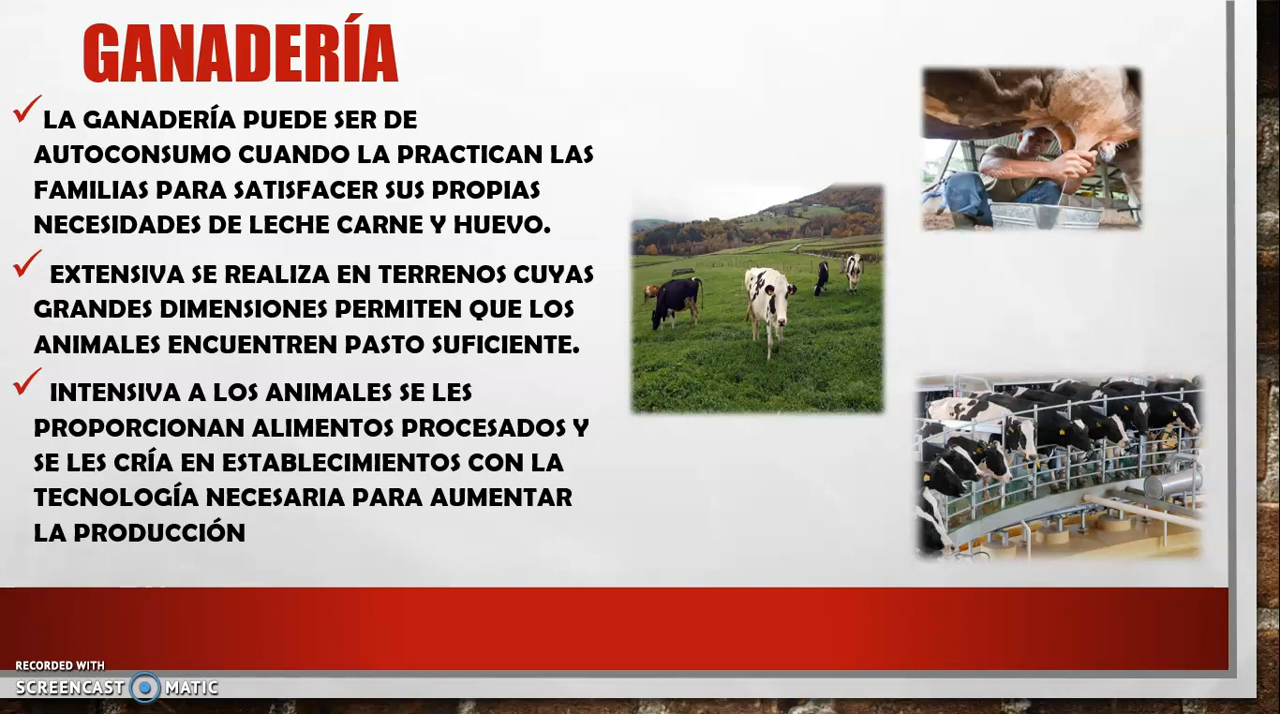 GANADERÍA
LA GANADERÍA PUEDE SER DE
AUTOCONSUMO CUANDO LA PRACTICAN LAS
FAMILIAS PARA SATISFACER SUS PROPIAS
NECESIDADES DE LECHE CARNE Y HUEVO.
EXTENSIVA SE REALIZA EN TERRENOS CUYAS
GRANDES DIMENSIONES PERMITEN QUE LOS
ANIMALES ENCUENTREN PASTO SUFICIENTE.
INTENSIVA A LOS ANIMALES SE LES
PROPORCIONAN ALIMENTOS PROCESADOS Y
SE LES CRÍA EN ESTABLECIMIENTOS CON LA
TECNOLOGÍA NECESARIA PARA AUMENTAR
LA PRODUCCIÓN
RECORDED WITH
SCREENCAST MATIC